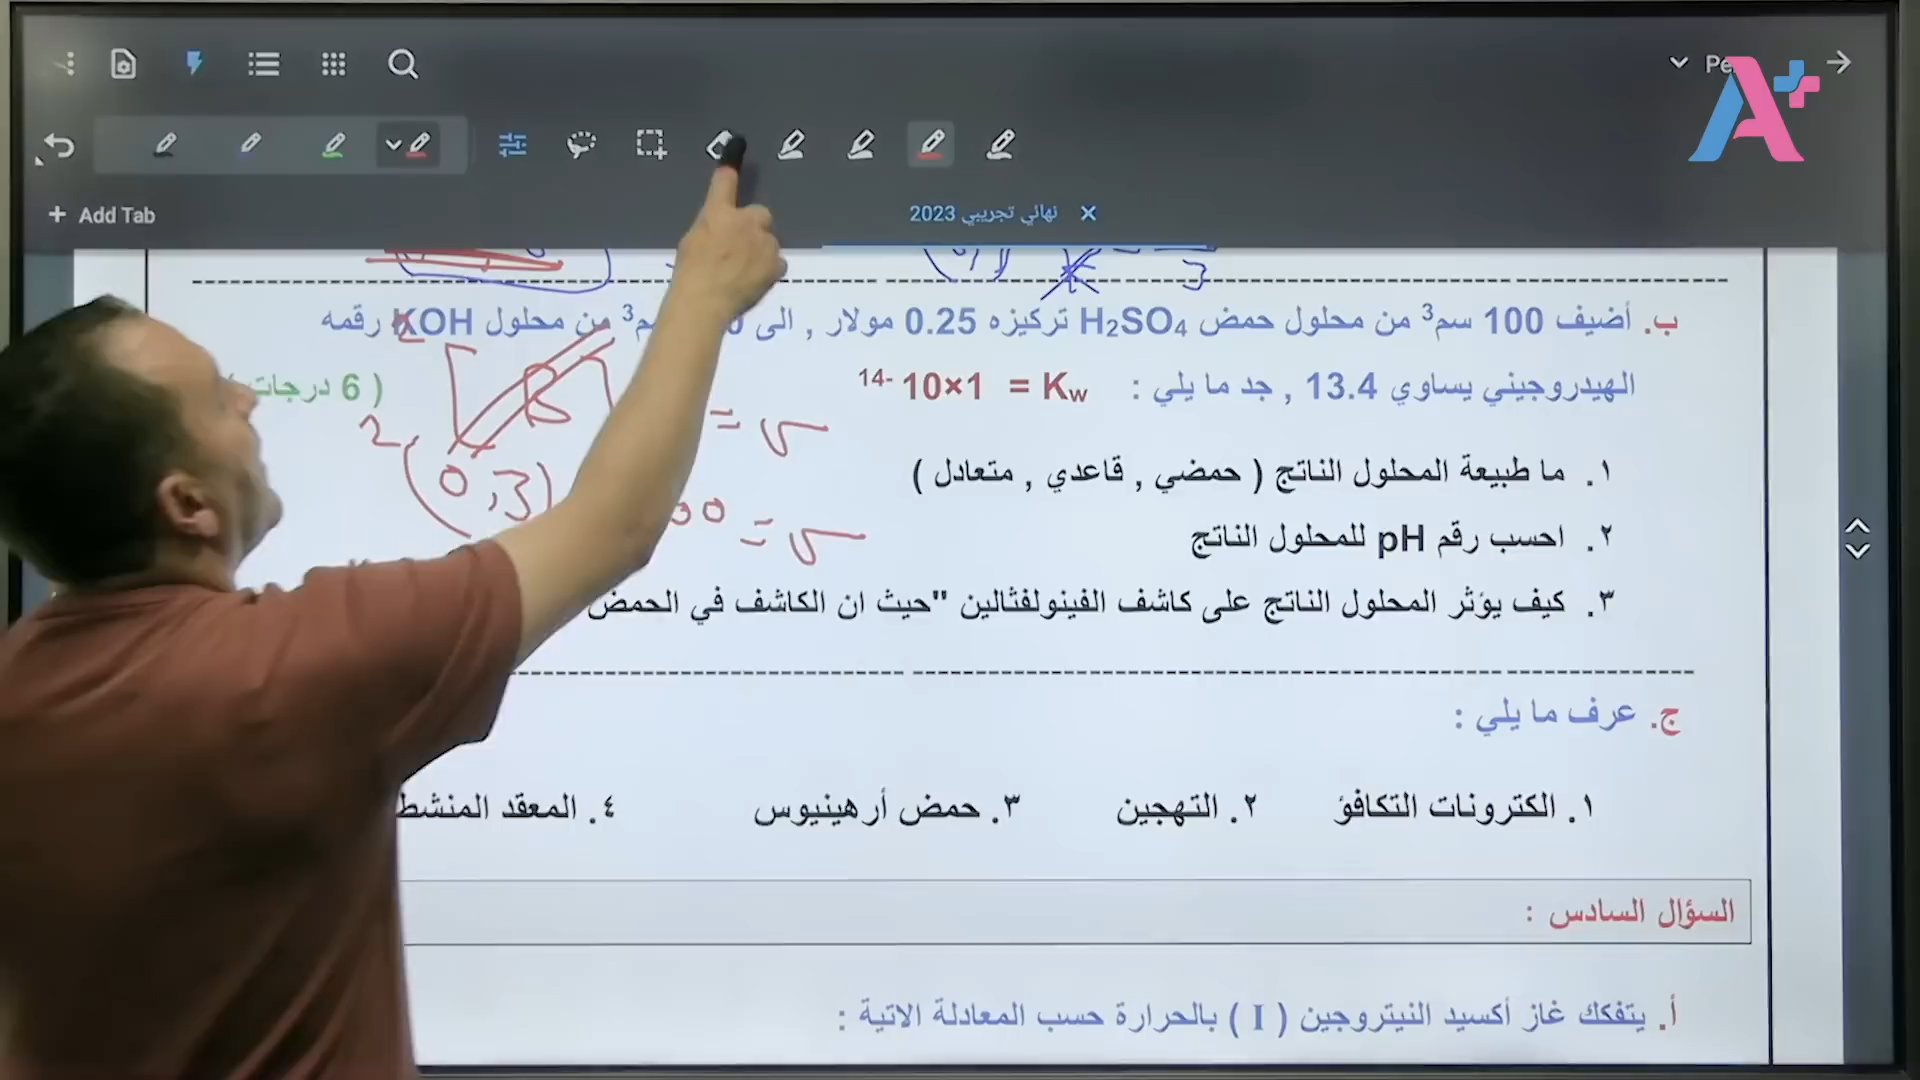 A+
Add Tab
نهائي تجريبي 2023
ب. أضيف 100 سم3 من محلول حمض H2SO4 تركيزه 0.25 مولار , الى من محلول KOH رقمه
الهيدروجيني يساوي 13.4 , جد ما يلي : Kw = 1×10 -14 ( 6 درجات
١. ما طبيعة المحلول الناتج ( حمضي , قاعدي , متعادل )
٢. احسب رقم pH للمحلول الناتج
٣. كيف يؤثر المحلول الناتج على كاشف الفينولفثالين "حيث ان الكاشف في الحمض
2
(0,3)
= 
ج. عرف ما يلي :
١. الكترونات التكافؤ ٢. التهجين ٣. حمض أرهينيوس ٤. المعقد المنشط
السؤال السادس :
أ. يتفكك غاز أكسيد النيتروجين ( I ) بالحرارة حسب المعادلة الاتية :